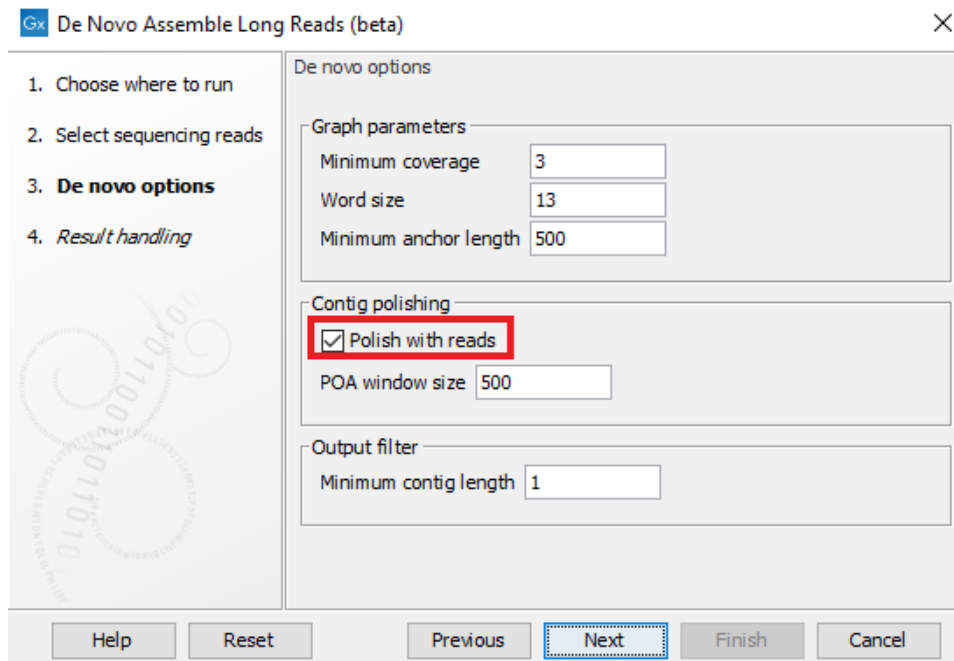 Gx De Novo Assemble Long Reads (beta)
1. Choose where to run
2. Select sequencing reads
3. De novo options
4. Result handling
De novo options
Graph parameters
Minimum coverage 3
Word size 13
Minimum anchor length 500
Contig polishing
Polish with reads
POA window size 500
Output filter
Minimum contig length 1
Help Reset Previous Next Finish Cancel